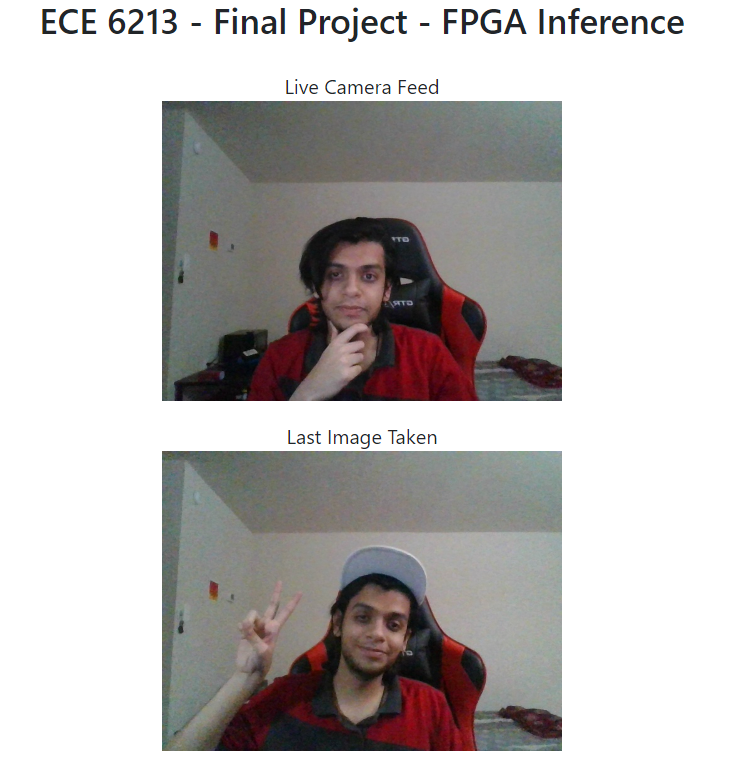 ECE 6213 - Final Project - FPGA Inference
Live Camera Feed
Last Image Taken